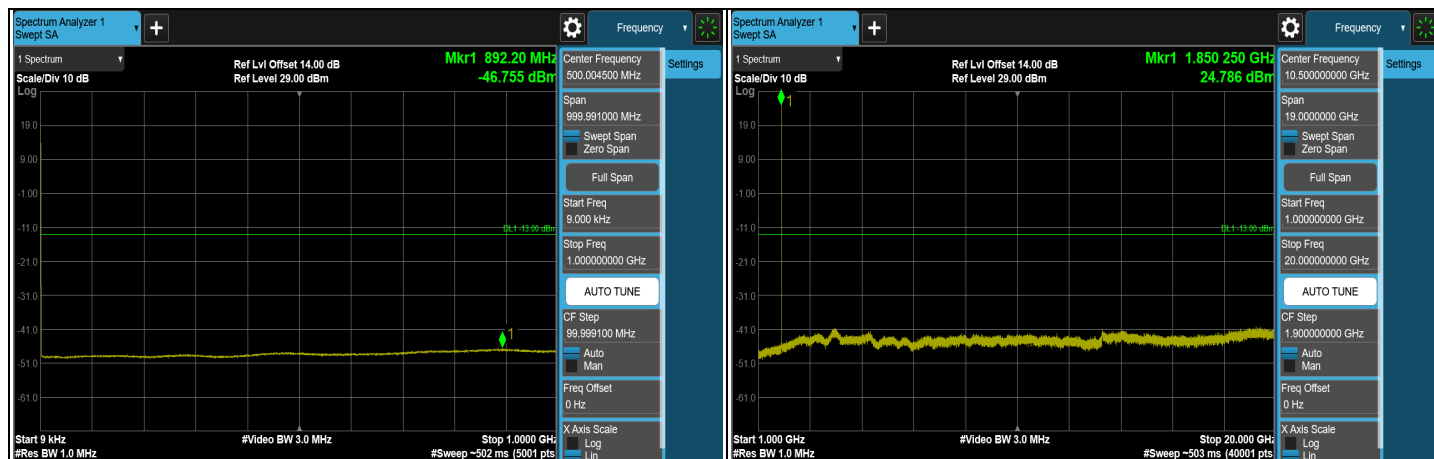 Spectrum Analyzer 1
Swept SA
+
Frequency
1 Spectrum
Scale/Div 10 dB
Log
Ref Lvl Offset 14.00 dB
Ref Level 29.00 dBm
Mkr1 892.20 MHz
-46.755 dBm
1
19.0
9.00
-1.00
-11.0
-21.0
-31.0
-41.0
-51.0
-61.0
DL1 -13.00 dBm
Start 9 kHz
#Res BW 1.0 MHz
#Video BW 3.0 MHz
Stop 1.0000 GHz
#Sweep ~502 ms (5001 pts
Center Frequency
500.004500 MHz
Settings
Span
999.991000 MHz
Swept Span
Zero Span
Full Span
Start Freq
9.000 kHz
Stop Freq
1.000000000 GHz
AUTO TUNE
CF Step
99.999100 MHz
Auto
Man
Freq Offset
0 Hz
X Axis Scale
Log
Lin
Spectrum Analyzer 1
Swept SA
+
Frequency
1 Spectrum
Scale/Div 10 dB
Log
Ref Lvl Offset 14.00 dB
Ref Level 29.00 dBm
Mkr1 1.850 250 GHz
24.786 dBm
1
19.0
9.00
-1.00
-11.0
-21.0
-31.0
-41.0
-51.0
-61.0
DL1 -13.00 dBm
Start 1.000 GHz
#Res BW 1.0 MHz
#Video BW 3.0 MHz
Stop 20.000 GHz
#Sweep ~503 ms (40001 pts
Center Frequency
10.50000000 GHz
Settings
Span
19.0000000 GHz
Swept Span
Zero Span
Full Span
Start Freq
1.000000000 GHz
Stop Freq
20.000000000 GHz
AUTO TUNE
CF Step
1.900000000 GHz
Auto
Man
Freq Offset
0 Hz
X Axis Scale
Log
Lin